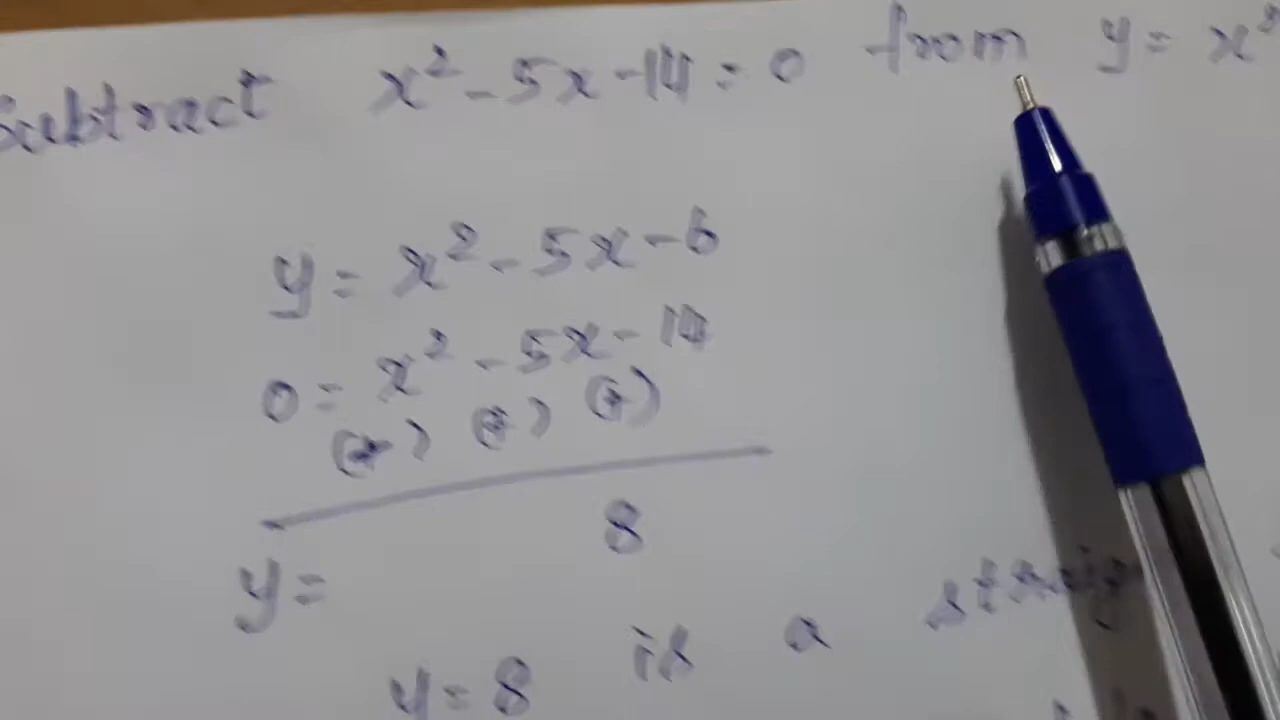 Subtract x² - 5x - 14 = 0 from y = x²
y = x² - 5x - 6
0 = x² - 5x - 14
(-) (+) (+)
y = 8
y = 8 is a